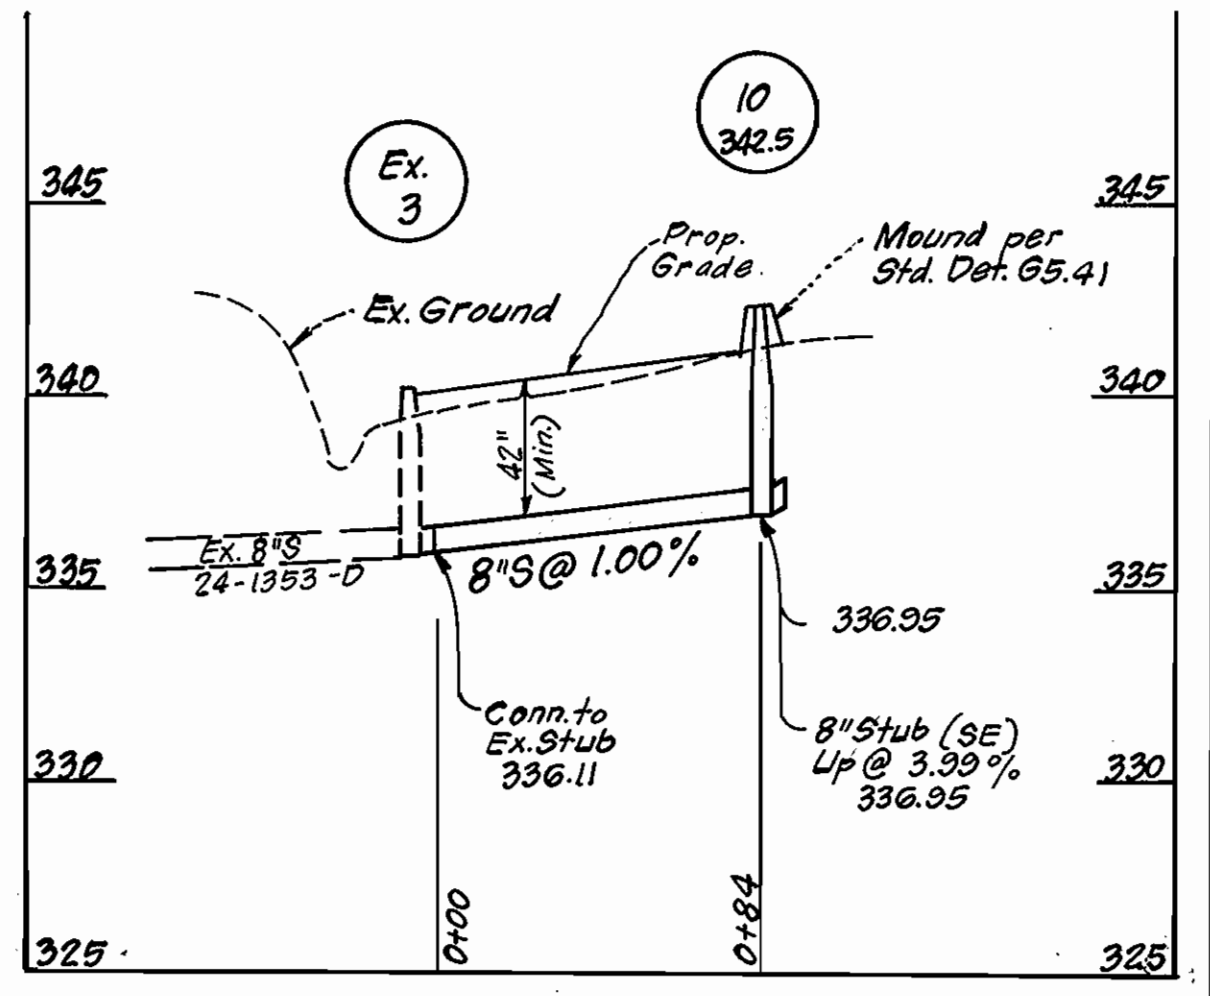 10
342.5
Ex.
3
345
345
Prop.
Grade.
Mound per
Std. Det. G5.41
Ex. Ground
340
340
42"
(Min.)
Ex. 8"S
24-1353-D
8"S @ 1.00%
335
335
336.95
Conn. to
Ex. Stub
336.11
8" Stub (SE)
Up @ 3.99%
336.95
330
330
0+00
0+84
325
325